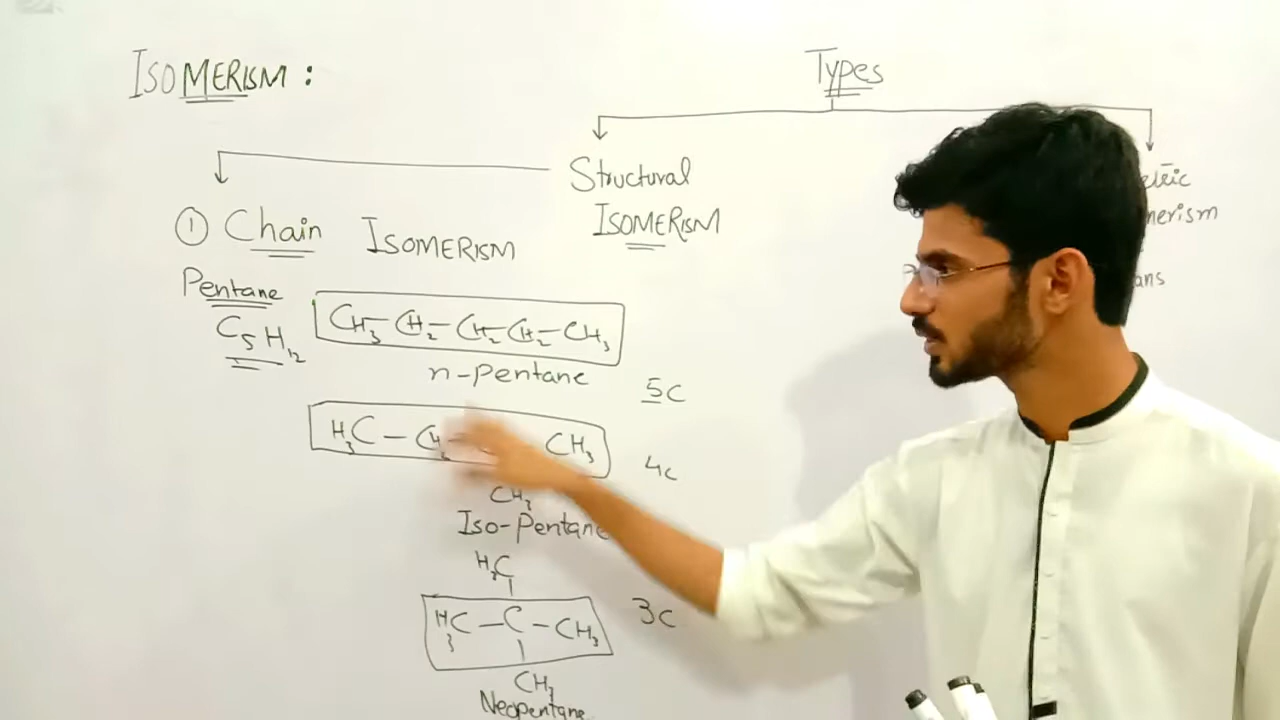 ISOMERISM :
Types
Structural
ISOMERISM
① Chain ISOMERISM
Pentane
C5H12
CH3-CH2-CH2-CH2-CH3
n-pentane
5C
H3C - CH2 CH3
4C
CH3
Iso-Pentane
H3C
H3C - C - CH3
3C
CH3
Neopentane